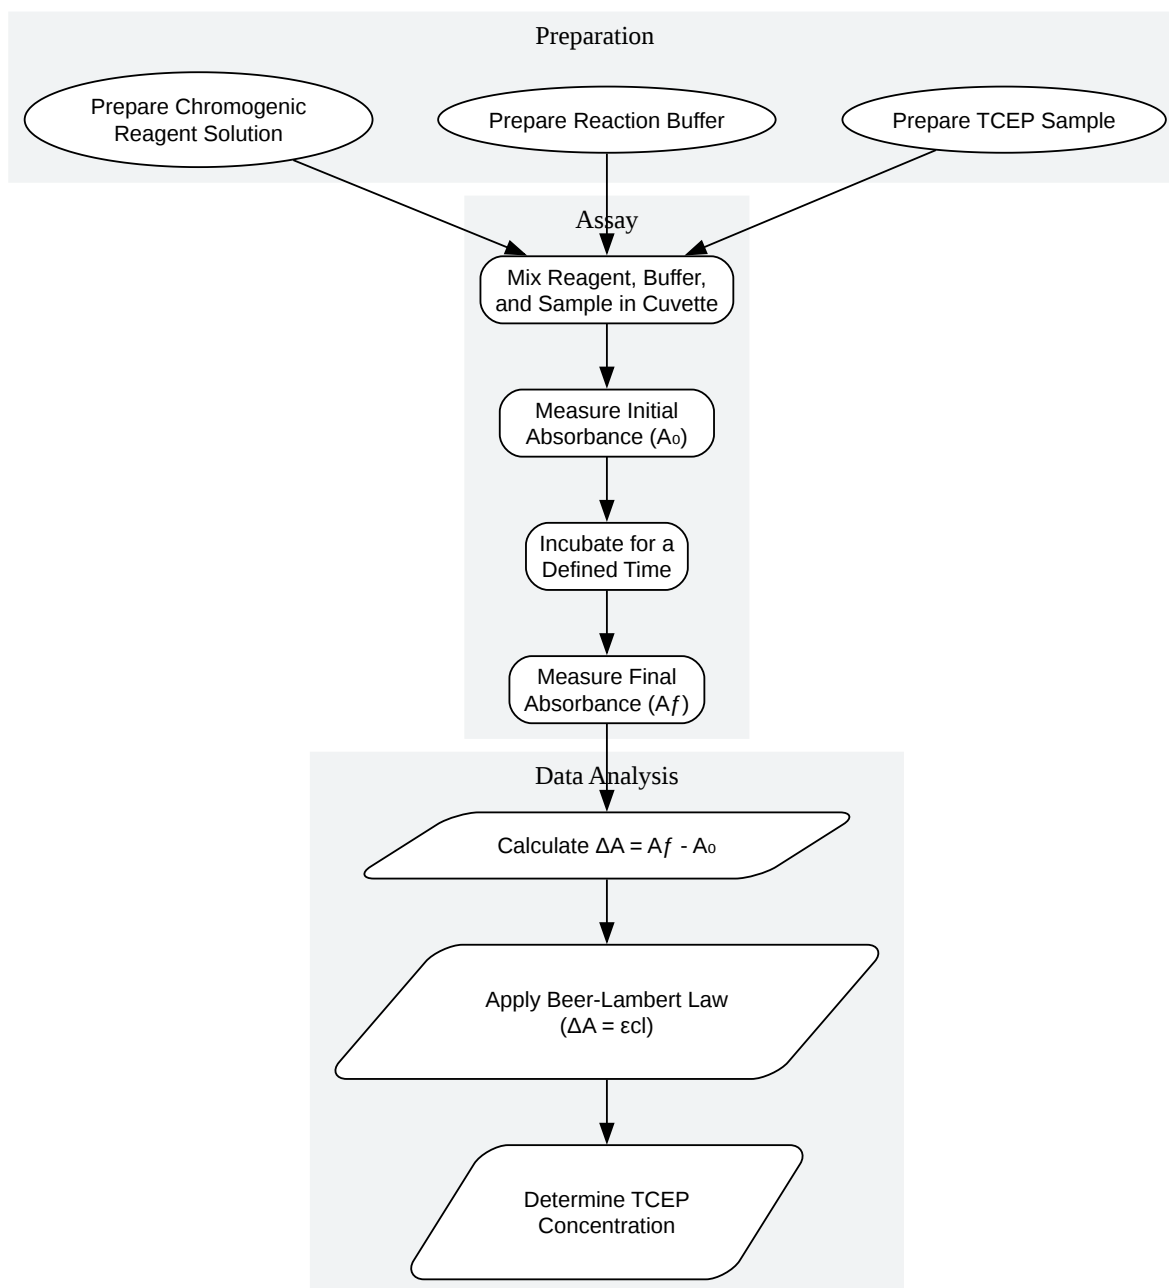 Preparation
Prepare Chromogenic
Reagent Solution
Prepare Reaction Buffer
Prepare TCEP Sample
Assay
Mix Reagent, Buffer,
and Sample in Cuvette
Measure Initial
Absorbance (A₀)
Incubate for a
Defined Time
Measure Final
Absorbance (Aƒ)
Data Analysis
Calculate ΔA = Aƒ - A₀
Apply Beer-Lambert Law
(ΔA = εcl)
Determine TCEP
Concentration